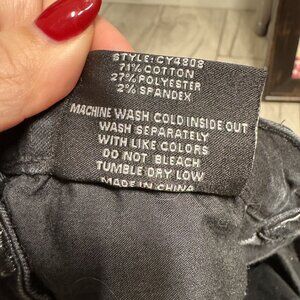 STYLE: CY4808
71% COTTON
27% POLYESTER
2% SPANDEX
MACHINE WASH COLD INSIDE OUT
WASH SEPARATELY
WITH LIKE COLORS
DO NOT BLEACH
TUMBLE DRY LOW
MADE IN CHINA